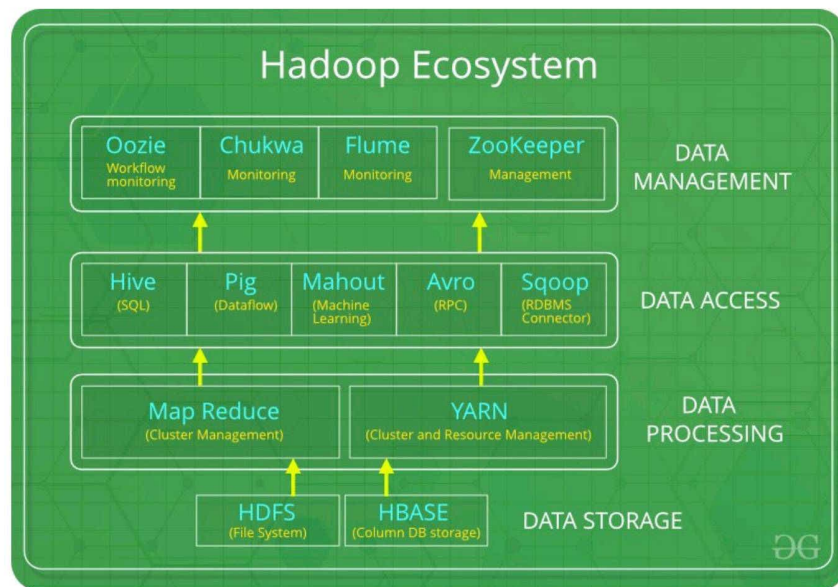 Hadoop Ecosystem
Oozie
Workflow
monitoring
Chukwa
Monitoring
Flume
Monitoring
ZooKeeper
Management
DATA
MANAGEMENT
Hive
(SQL)
Pig
(Dataflow)
Mahout
(Machine
Learning)
Avro
(RPC)
Sqoop
(RDBMS
Connector)
DATA ACCESS
Map Reduce
(Cluster Management)
YARN
(Cluster and Resource Management)
DATA
PROCESSING
HDFS
(File System)
HBASE
(Column DB storage)
DATA STORAGE